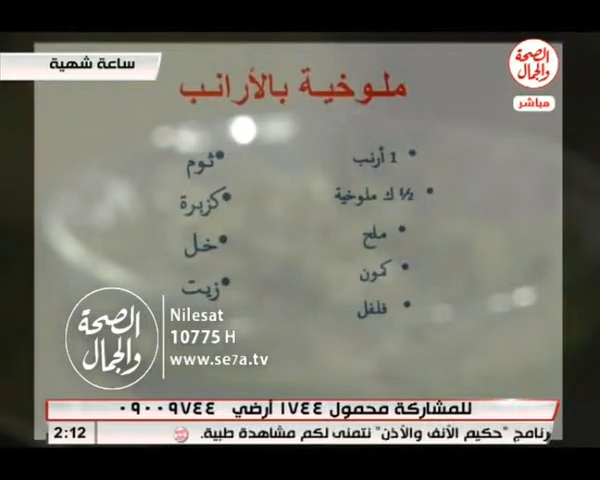 ساعة شهية
الصحة
والجمال
مباشر
ملوخية بالأرانب
• 1 أرنب
• ½ ك ملوخية
• ملح
• كون
• فلفل
• ثوم
• كزبرة
• خل
• زيت
الصحة
والجمال
Nilesat
10775 H
www.se7a.tv
للمشاركة محمول ١٧٤٤ أرضي ٠٩٠٠٩٧٤٤
2:12
برنامج "حكيم الأنف والأذن" نتمنى لكم مشاهدة طيبة.